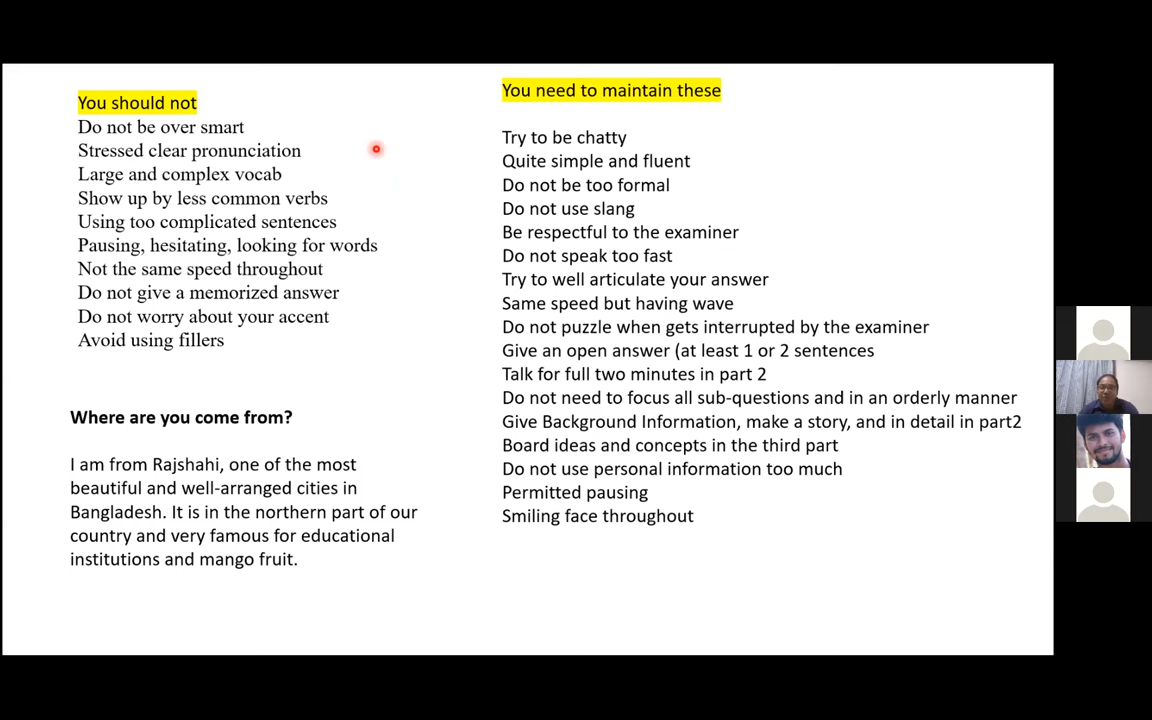 You should not
Do not be over smart
Stressed clear pronunciation
Large and complex vocab
Show up by less common verbs
Using too complicated sentences
Pausing, hesitating, looking for words
Not the same speed throughout
Do not give a memorized answer
Do not worry about your accent
Avoid using fillers
Where are you come from?
I am from Rajshahi, one of the most
beautiful and well-arranged cities in
Bangladesh. It is in the northern part of our
country and very famous for educational
institutions and mango fruit.
You need to maintain these
Try to be chatty
Quite simple and fluent
Do not be too formal
Do not use slang
Be respectful to the examiner
Do not speak too fast
Try to well articulate your answer
Same speed but having wave
Do not puzzle when gets interrupted by the examiner
Give an open answer (at least 1 or 2 sentences
Talk for full two minutes in part 2
Do not need to focus all sub-questions and in an orderly manner
Give Background Information, make a story, and in detail in part2
Board ideas and concepts in the third part
Do not use personal information too much
Permitted pausing
Smiling face throughout